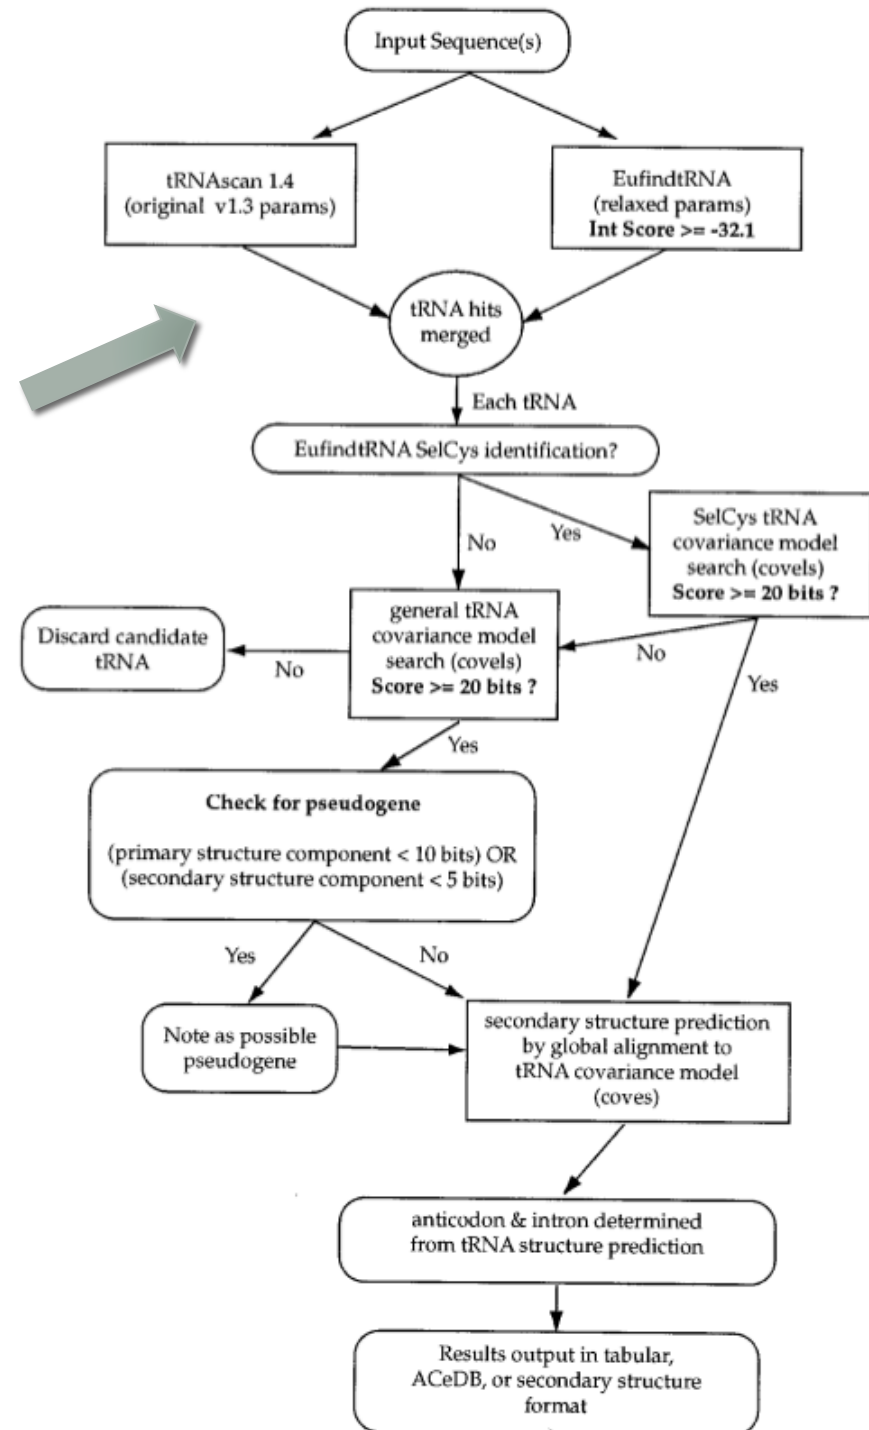 Input Sequence(s)
tRNAscan 1.4
(original v1.3 params)
EufindtRNA
(relaxed params)
Int Score >= -32.1
tRNA hits
merged
Each tRNA
EufindtRNA SelCys identification?
No
Yes
SelCys tRNA
covariance model
search (covels)
Score >= 20 bits ?
general tRNA
covariance model
search (covels)
Score >= 20 bits ?
No
Discard candidate
tRNA
No
Yes
Yes
Check for pseudogene
(primary structure component < 10 bits) OR
(secondary structure component < 5 bits)
Yes
No
Note as possible
pseudogene
secondary structure prediction
by global alignment to
tRNA covariance model
(coves)
anticodon & intron determined
from tRNA structure prediction
Results output in tabular,
ACeDB, or secondary structure
format